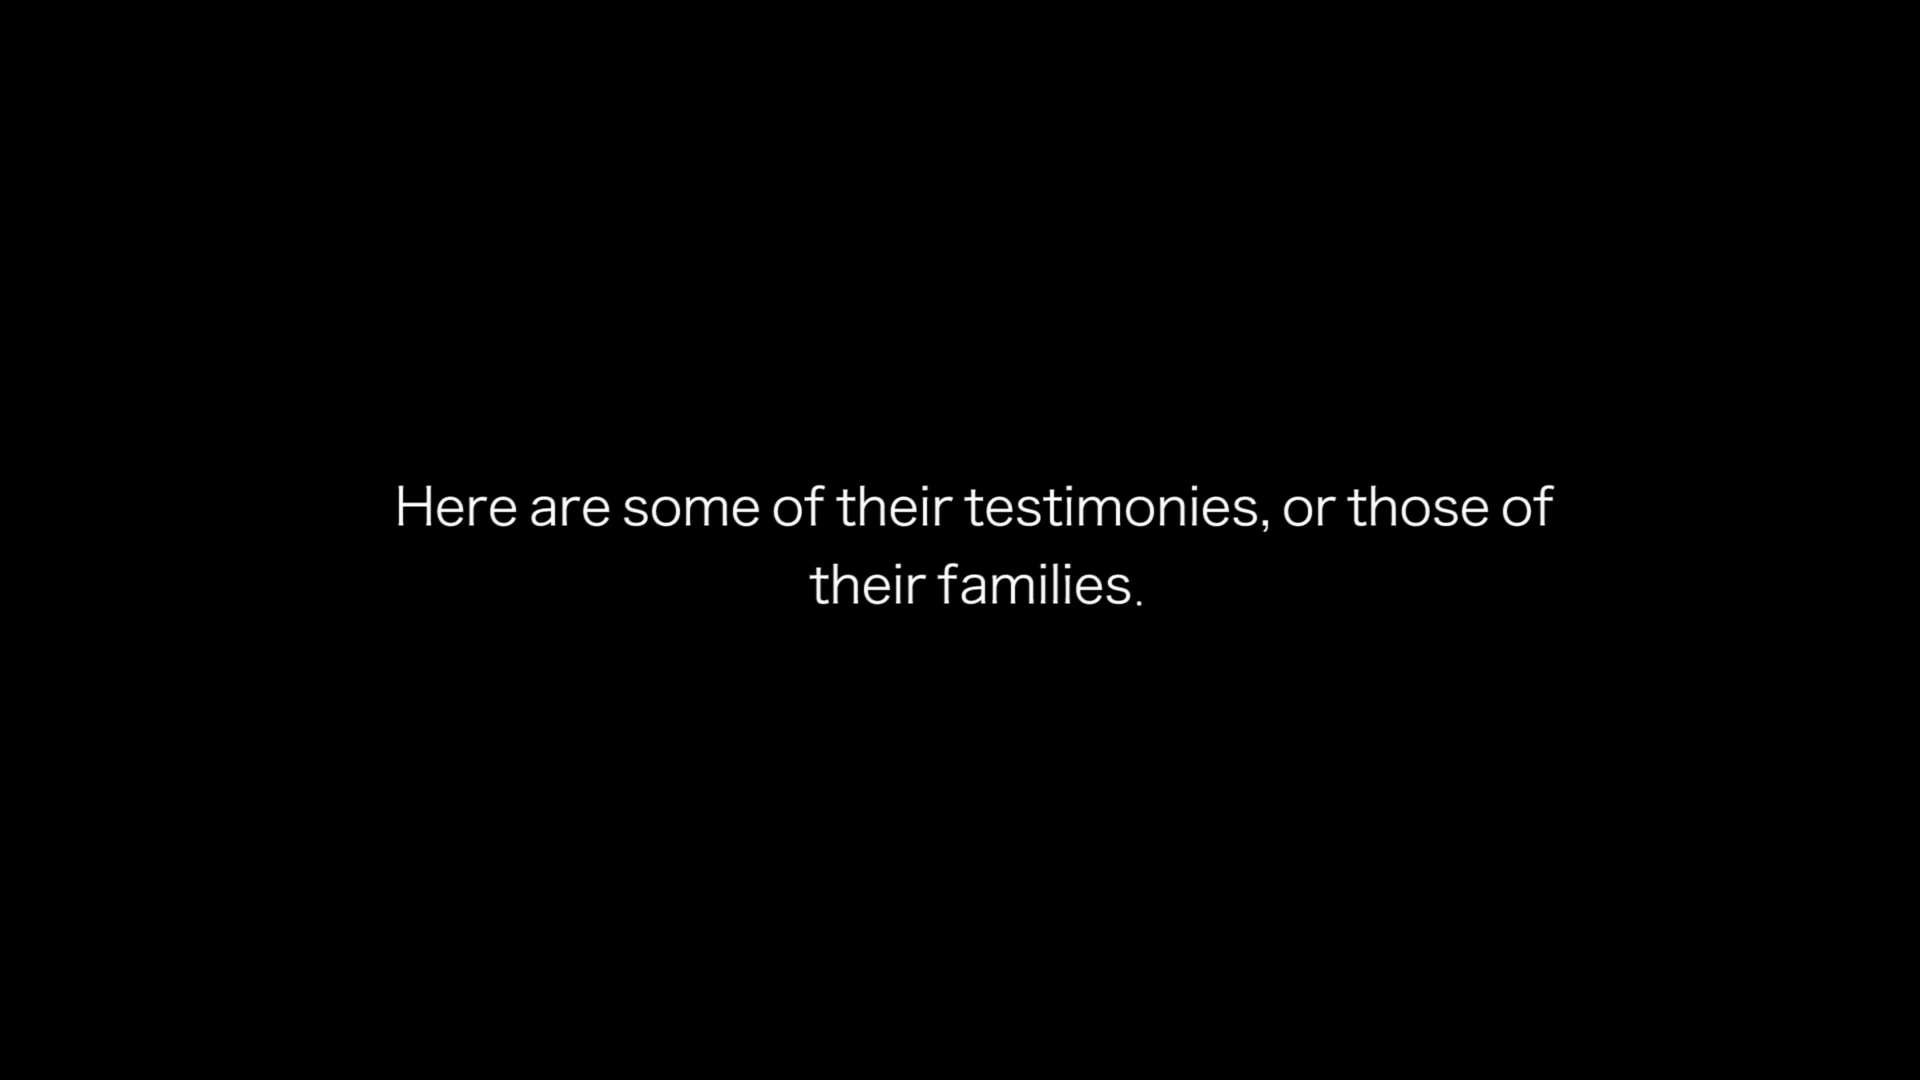 Here are some of their testimonies, or those of
their families.